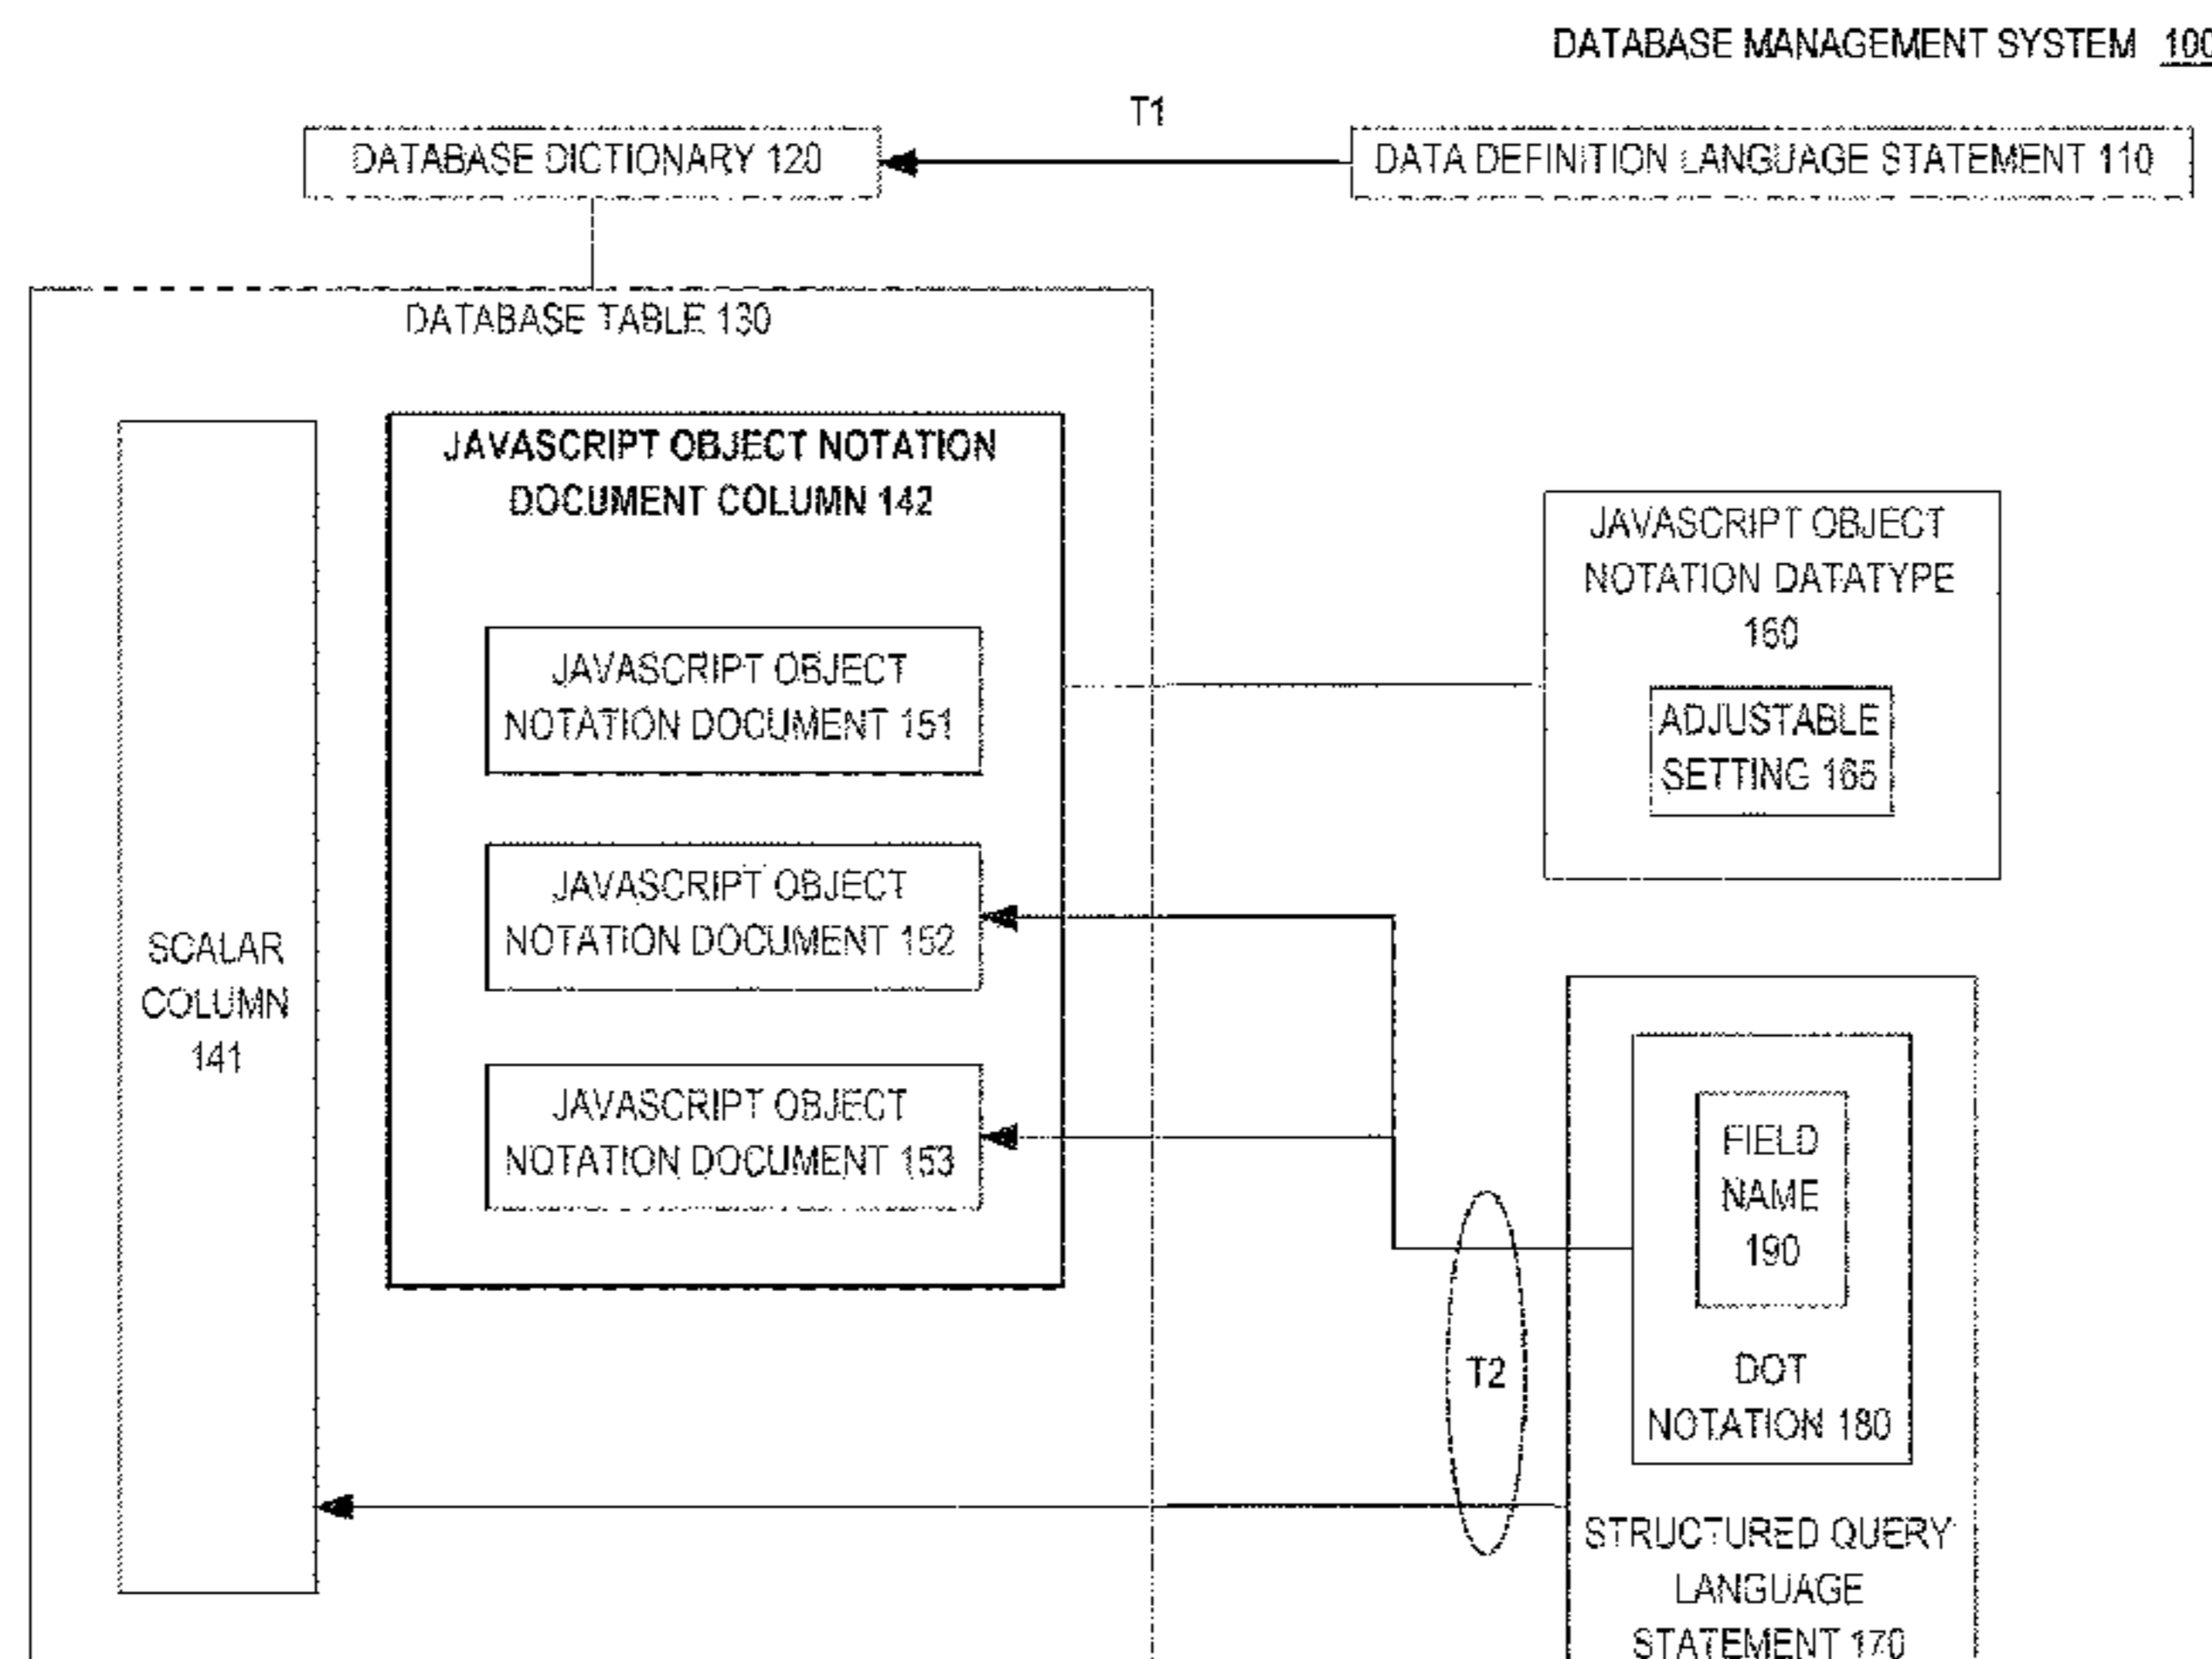 DATABASE MANAGEMENT SYSTEM 100
T1
DATABASE DICTIONARY 120
DATA DEFINITION LANGUAGE STATEMENT 110
DATABASE TABLE 130
JAVASCRIPT OBJECT NOTATION
DOCUMENT COLUMN 142
JAVASCRIPT OBJECT
NOTATION DATATYPE
160
ADJUSTABLE
SETTING 165
JAVASCRIPT OBJECT
NOTATION DOCUMENT 151
JAVASCRIPT OBJECT
NOTATION DOCUMENT 152
JAVASCRIPT OBJECT
NOTATION DOCUMENT 153
SCALAR
COLUMN
141
FIELD
NAME
190
DOT
NOTATION 180
T2
STRUCTURED QUERY
LANGUAGE
STATEMENT 170